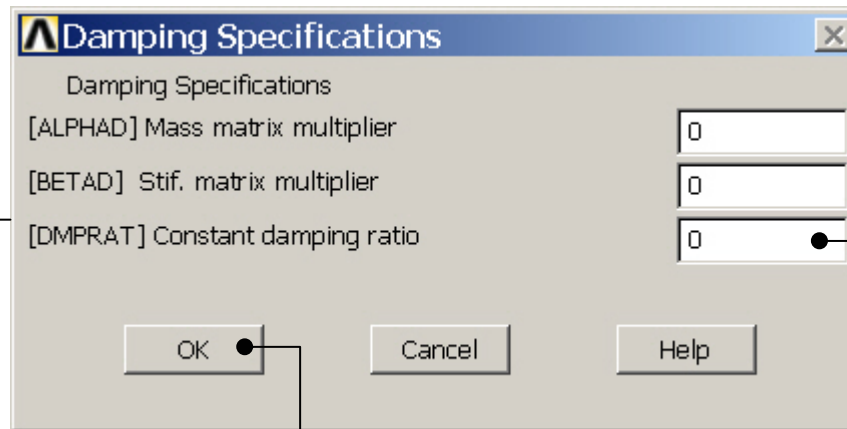 Damping Specifications
Damping Specifications
[ALPHAD] Mass matrix multiplier 0
[BETAD] Stif. matrix multiplier 0
[DMPRAT] Constant damping ratio 0
OK Cancel Help